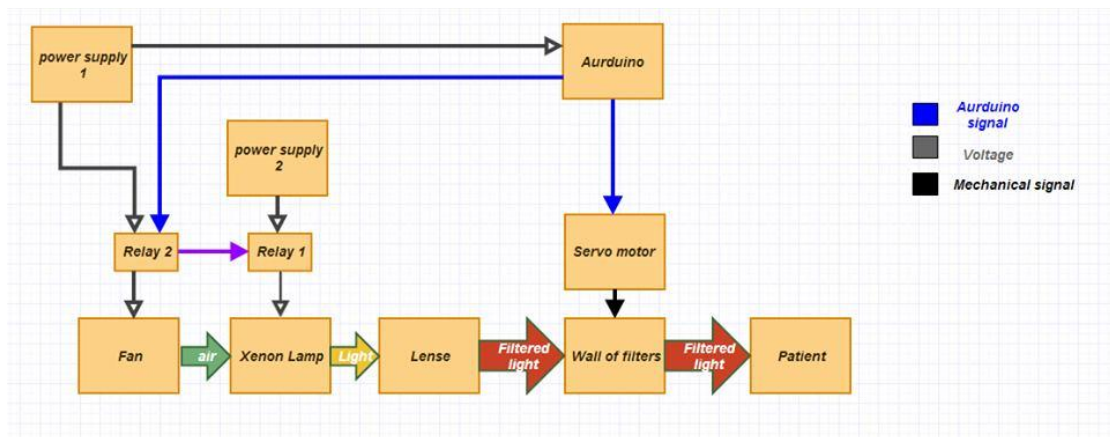 power supply
1
Aurduino
Aurduino
signal
Voltage
Mechanical signal
power supply
2
Relay 2
Relay 1
Servo motor
Fan
air
Xenon Lamp
Light
Lense
Filtered
light
Wall of filters
Filtered
light
Patient